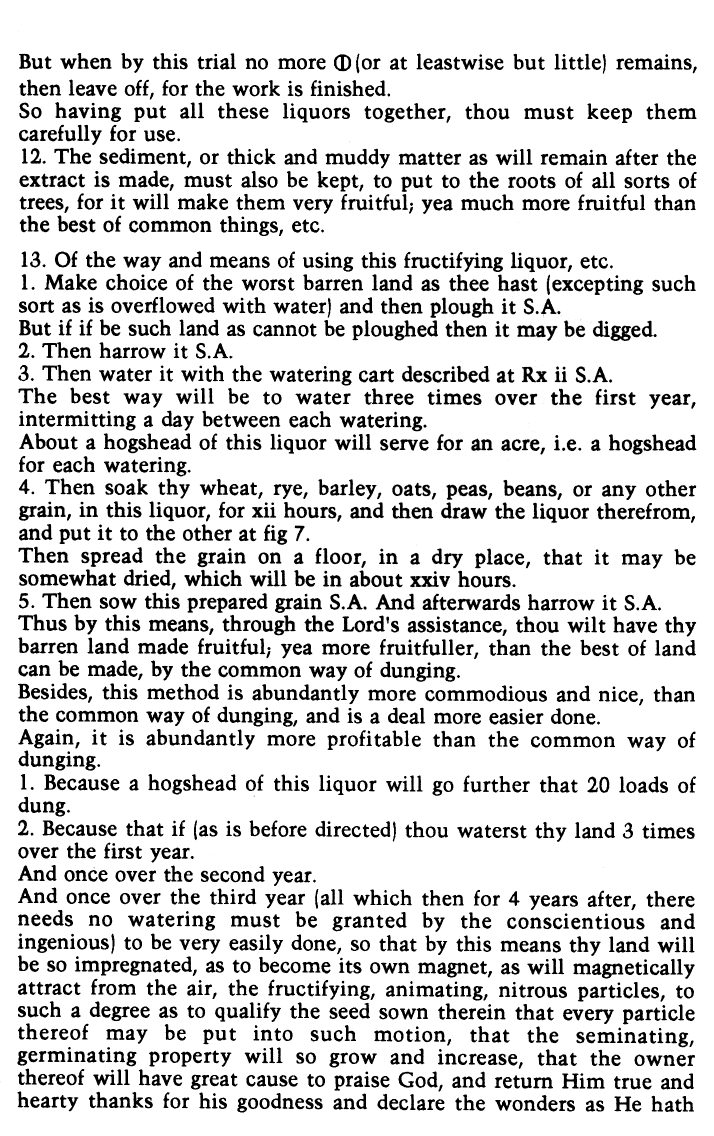 But when by this trial no more ⦶ (or at leastwise but little) remains,
then leave off, for the work is finished.
So having put all these liquors together, thou must keep them
carefully for use.
12. The sediment, or thick and muddy matter as will remain after the
extract is made, must also be kept, to put to the roots of all sorts of
trees, for it will make them very fruitful; yea much more fruitful than
the best of common things, etc.
13. Of the way and means of using this fructifying liquor, etc.
1. Make choice of the worst barren land as thee hast (excepting such
sort as is overflowed with water) and then plough it S.A.
But if if be such land as cannot be ploughed then it may be digged.
2. Then harrow it S.A.
3. Then water it with the watering cart described at Rx ii S.A.
The best way will be to water three times over the first year,
intermitting a day between each watering.
About a hogshead of this liquor will serve for an acre, i.e. a hogshead
for each watering.
4. Then soak thy wheat, rye, barley, oats, peas, beans, or any other
grain, in this liquor, for xii hours, and then draw the liquor therefrom,
and put it to the other at fig 7.
Then spread the grain on a floor, in a dry place, that it may be
somewhat dried, which will be in about xxiv hours.
5. Then sow this prepared grain S.A. And afterwards harrow it S.A.
Thus by this means, through the Lord's assistance, thou wilt have thy
barren land made fruitful; yea more fruitfuller, than the best of land
can be made, by the common way of dunging.
Besides, this method is abundantly more commodious and nice, than
the common way of dunging, and is a deal more easier done.
Again, it is abundantly more profitable than the common way of
dunging.
1. Because a hogshead of this liquor will go further that 20 loads of
dung.
2. Because that if (as is before directed) thou waterst thy land 3 times
over the first year.
And once over the second year.
And once over the third year (all which then for 4 years after, there
needs no watering must be granted by the conscientious and
ingenious) to be very easily done, so that by this means thy land will
be so impregnated, as to become its own magnet, as will magnetically
attract from the air, the fructifying, animating, nitrous particles, to
such a degree as to qualify the seed sown therein that every particle
thereof may be put into such motion, that the seminating,
germinating property will so grow and increase, that the owner
thereof will have great cause to praise God, and return Him true and
hearty thanks for his goodness and declare the wonders as He hath